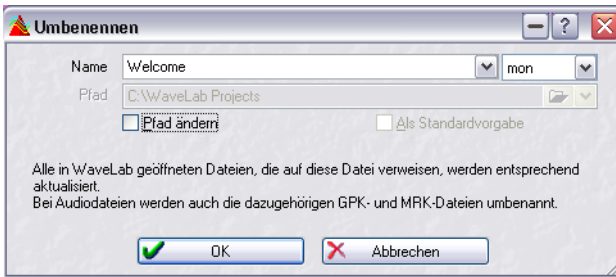 Umbenennen
Name Welcome mon
Pfad C:\WaveLab Projects
Pfad ändern Als Standardvorgabe
Alle in WaveLab geöffneten Dateien, die auf diese Datei verweisen, werden entsprechend
aktualisiert.
Bei Audiodateien werden auch die dazugehörigen GPK- und MRK-Dateien umbenannt.
OK Abbrechen